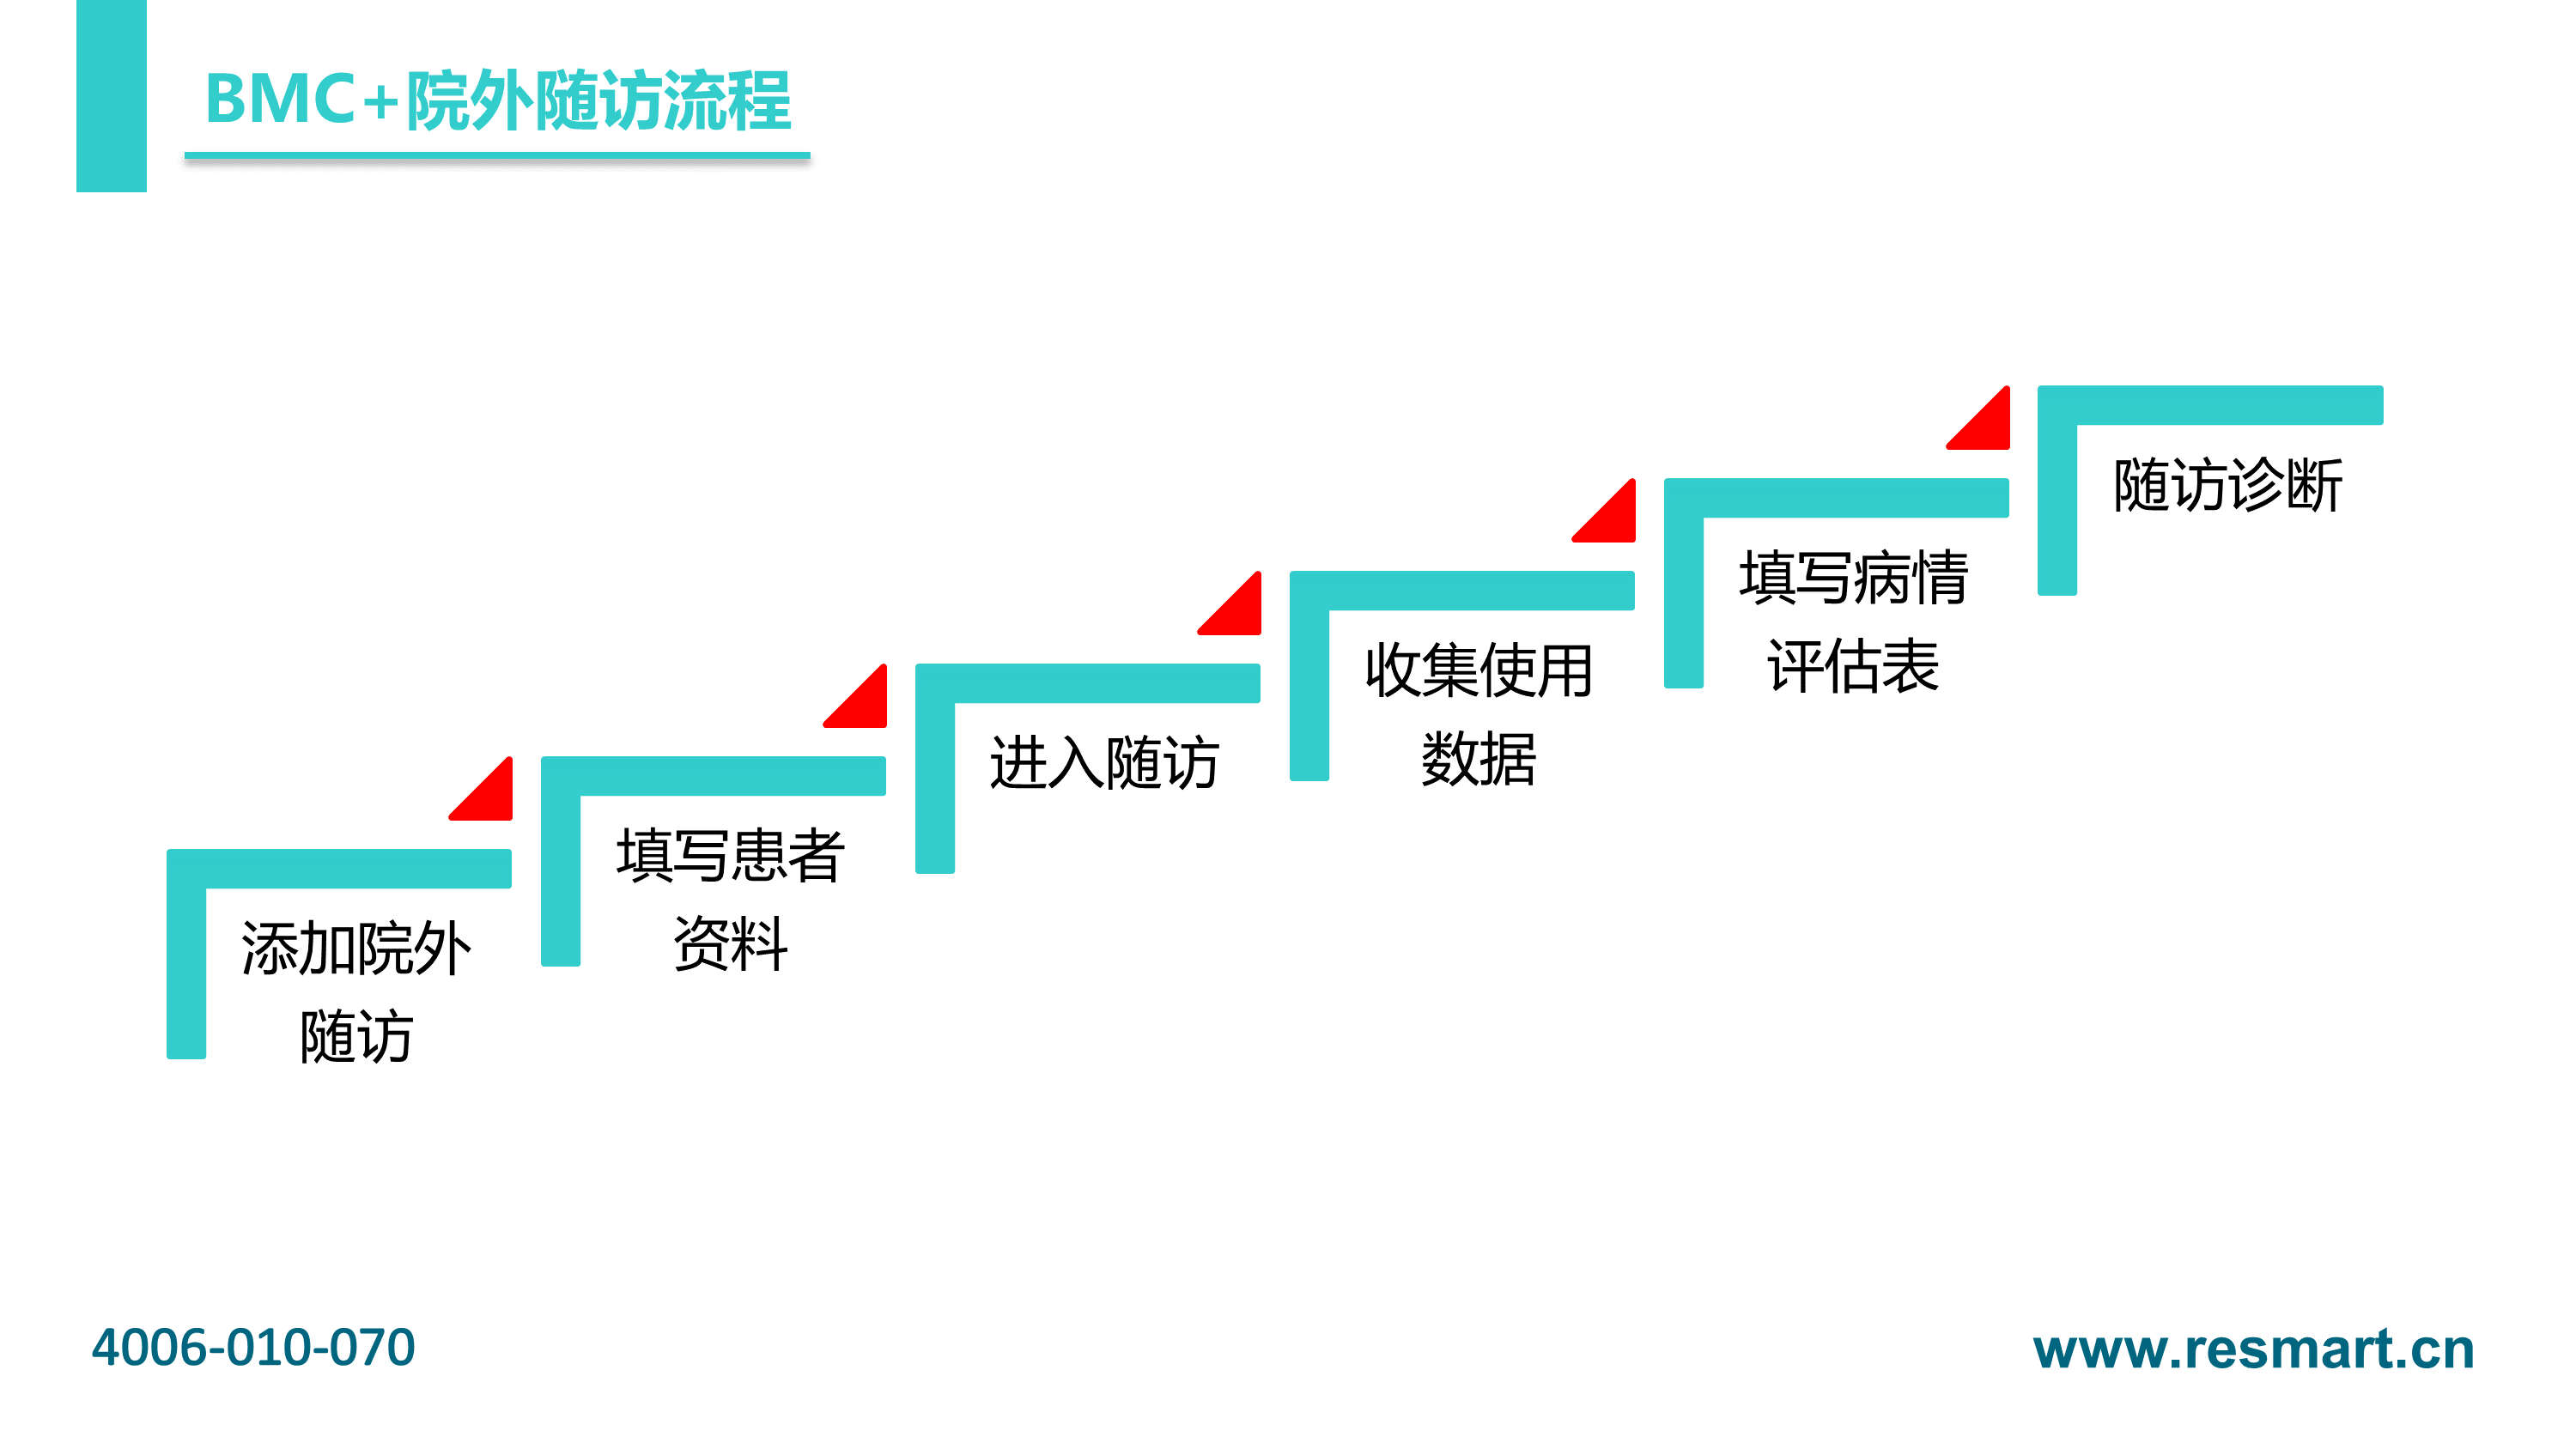 BMC+院外随访流程
添加院外
随访
填写患者
资料
进入随访
收集使用
数据
填写病情
评估表
随访诊断
4006-010-070
www.resmart.cn